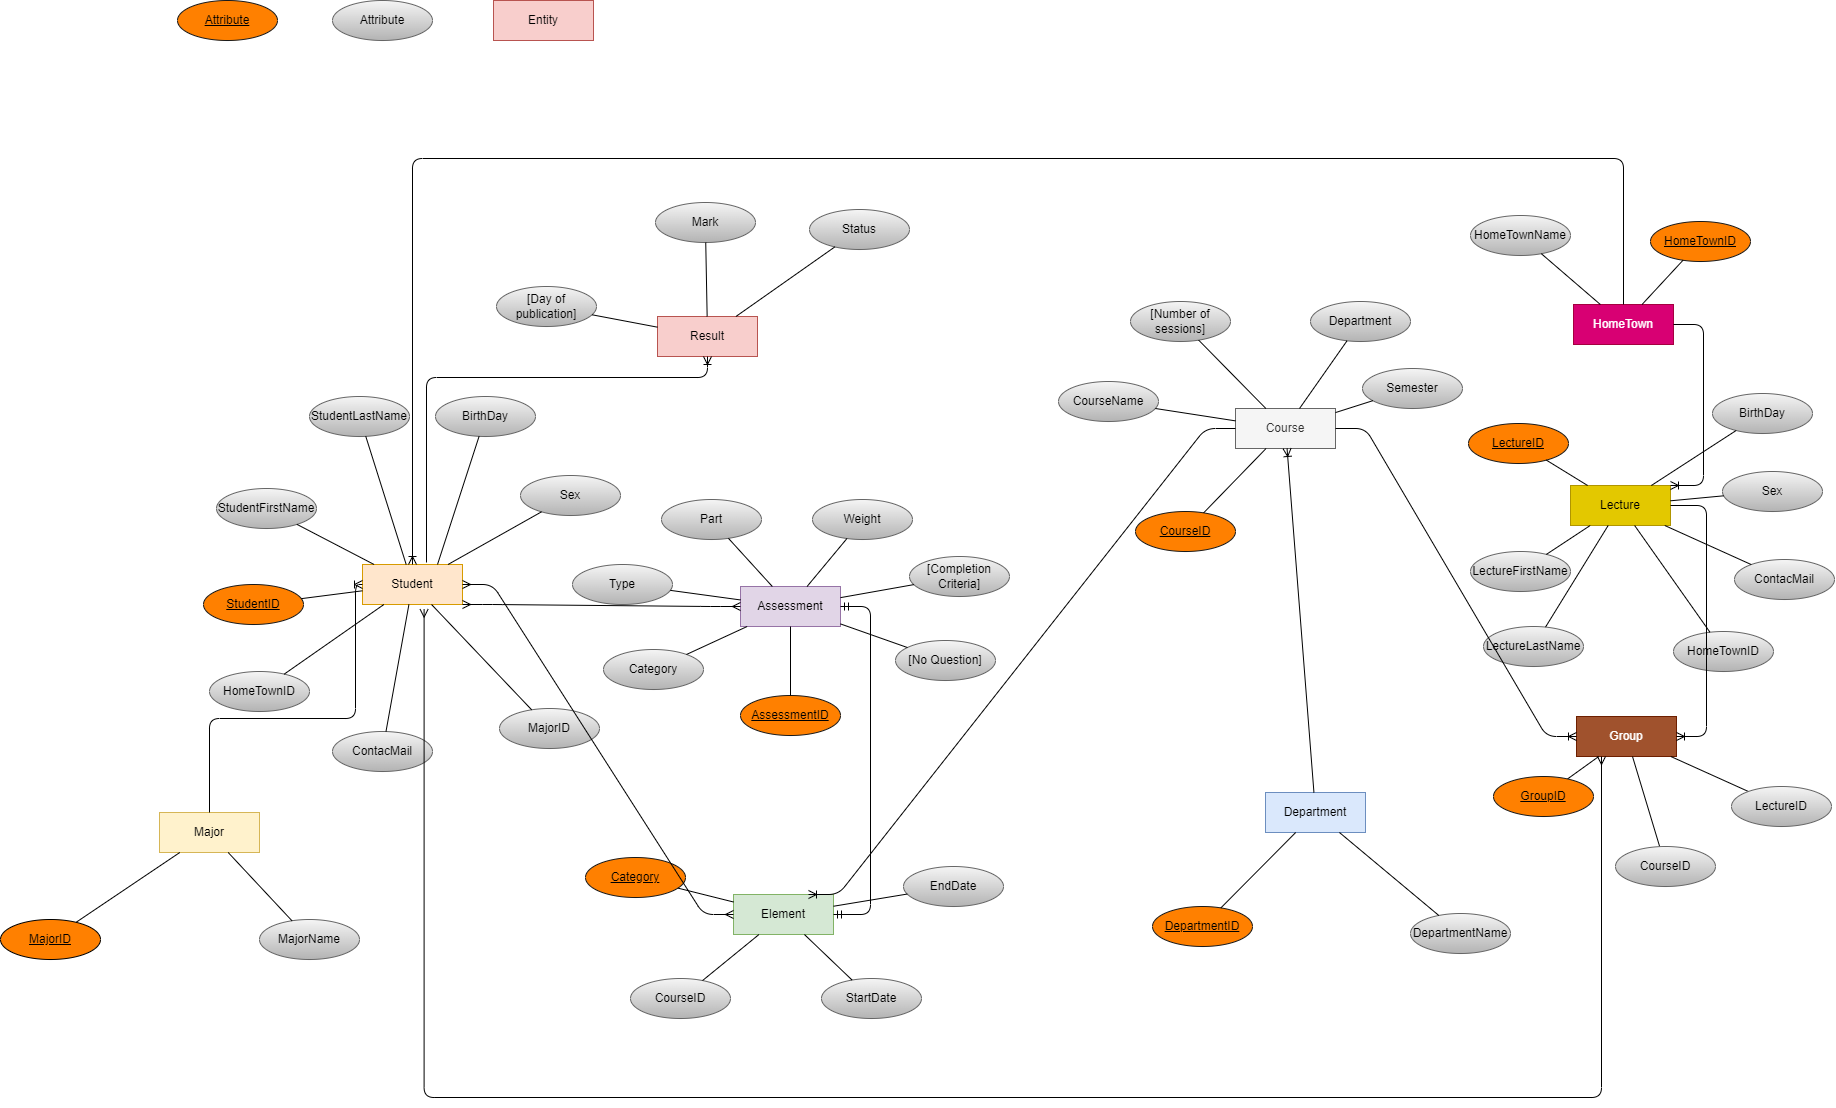 Attribute
Attribute
Entity
Mark
Status
[Day of
publication]
Result
HomeTownName
HomeTownID
HomeTown
[Number of
sessions]
Department
Semester
CourseName
Course
CourseID
StudentLastName
BirthDay
StudentFirstName
Sex
StudentID
Student
HomeTownID
ContacMail
MajorID
Part
Weight
Type
[Completion
Criteria]
Assessment
Category
[No Question]
AssessmentID
LectureID
BirthDay
Sex
Lecture
LectureFirstName
ContacMail
LectureLastName
HomeTownID
Group
GroupID
LectureID
CourseID
Major
MajorID
MajorName
Category
EndDate
Element
CourseID
StartDate
Department
DepartmentID
DepartmentName